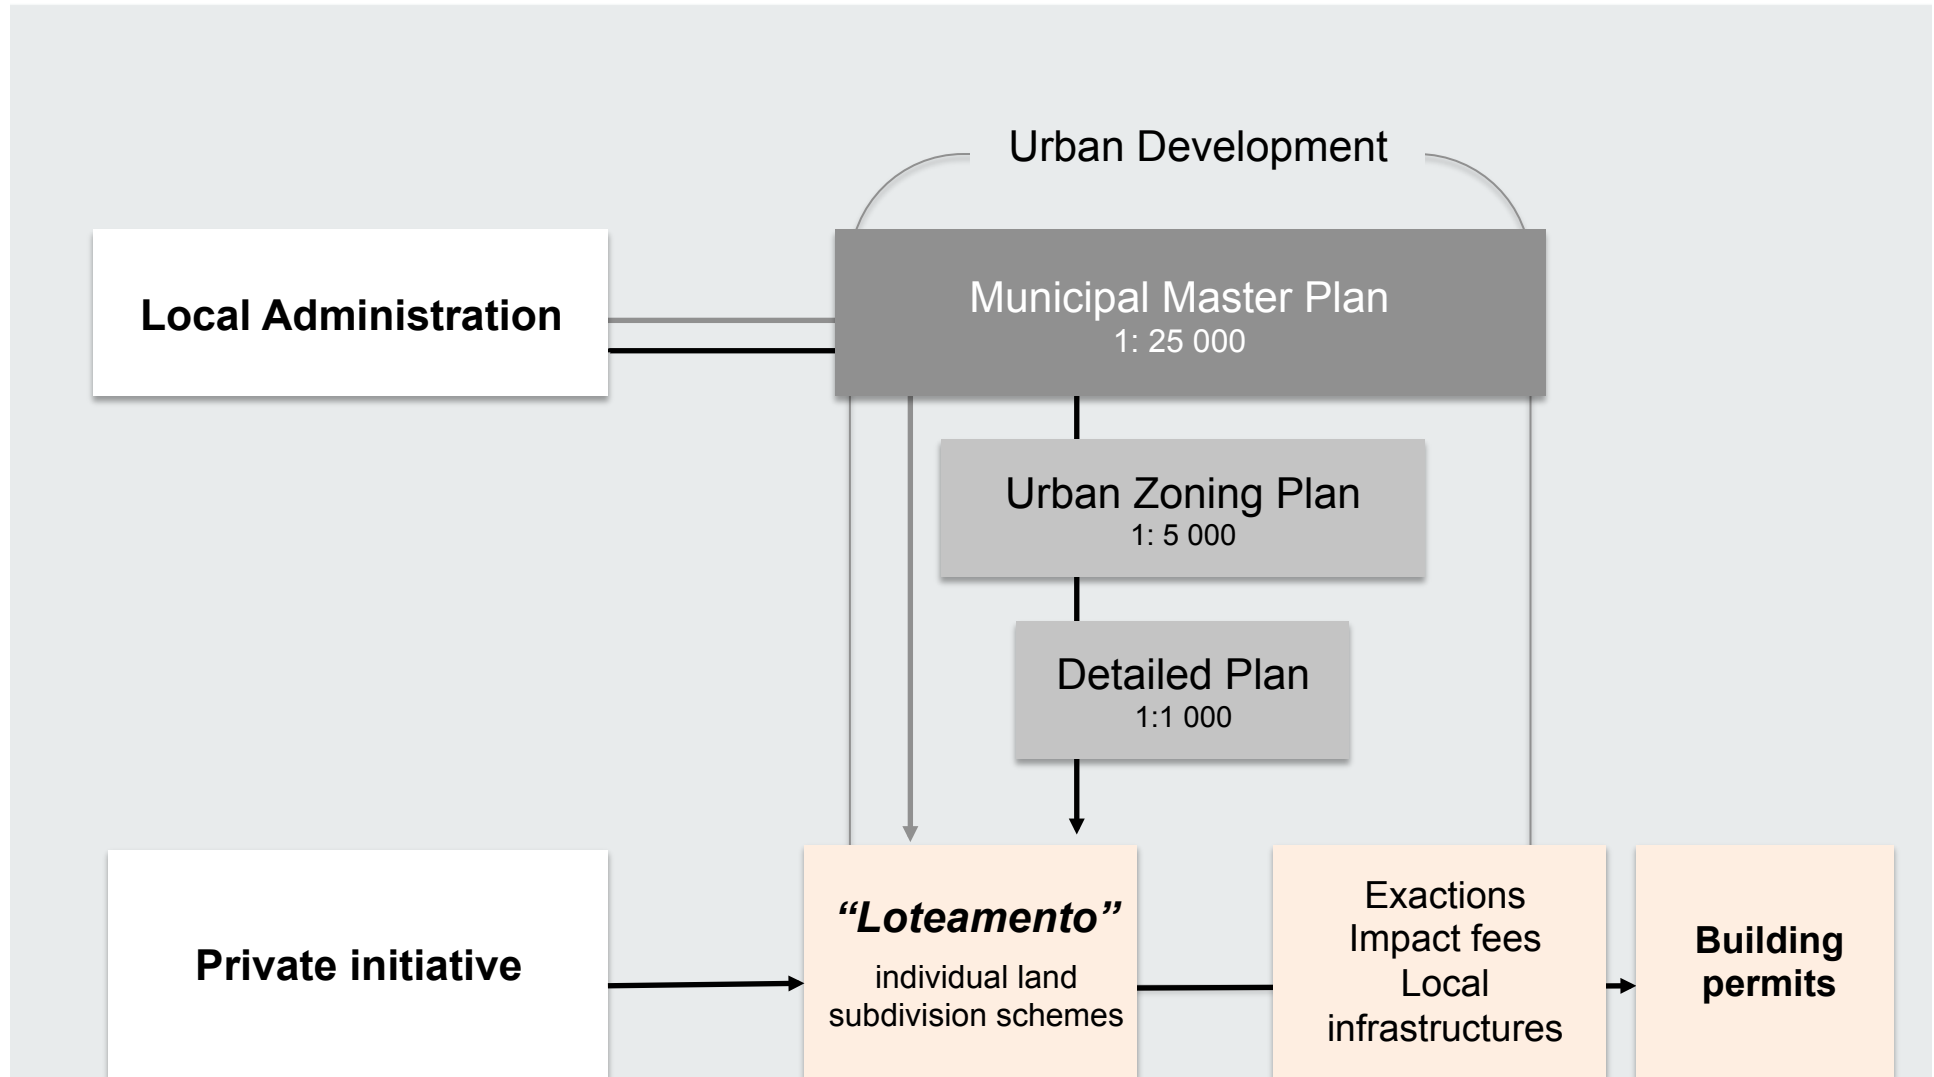 Urban Development
Local Administration
Municipal Master Plan
1: 25 000
Urban Zoning Plan
1: 5 000
Detailed Plan
1:1 000
Private initiative
“Loteamento”
individual land
subdivision schemes
Exactions
Impact fees
Local
infrastructures
Building
permits